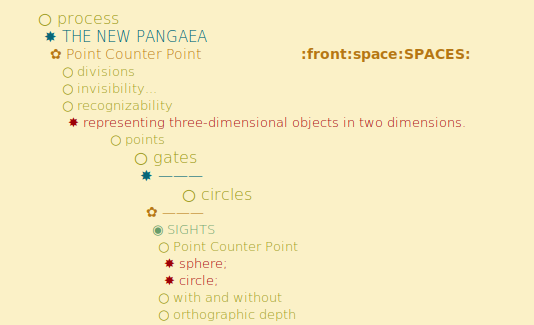 process
THE NEW PANGAEA
Point Counter Point :front:space:SPACES:
divisions
invisibility...
recognizability
representing three-dimensional objects in two dimensions.
points
gates
———
circles
———
SIGHTS
Point Counter Point
sphere;
circle;
with and without
orthographic depth